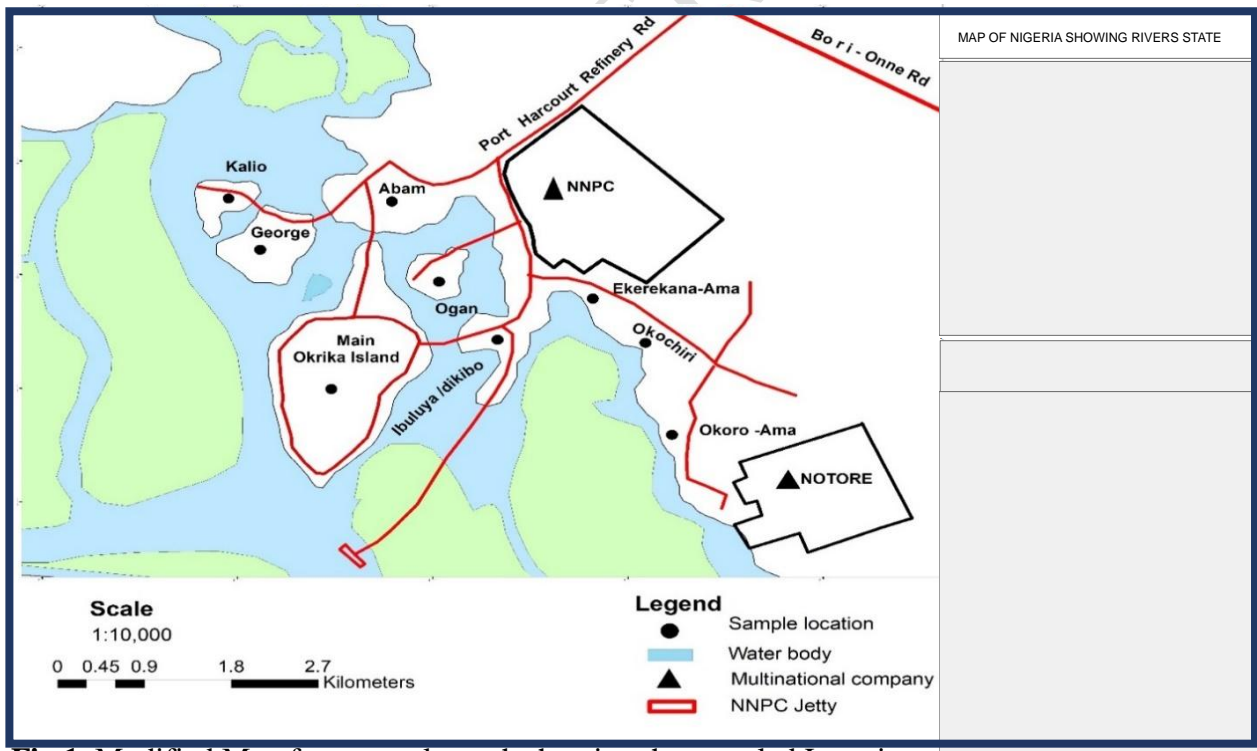 MAP OF NIGERIA SHOWING RIVERS STATE
Bori-Onne Rd
Port Harcourt Refinery Rd
Kalio
Abam
NNPC
George
Ekerekana-Ama
Ogan
Okochiri
Main
Okrika Island
Ibuluya /dikibo
Okoro -Ama
NOTORE
Scale
1:10,000
0 0.45 0.9 1.8 2.7
Kilometers
Legend
Sample location
Water body
Multinational company
NNPC Jetty